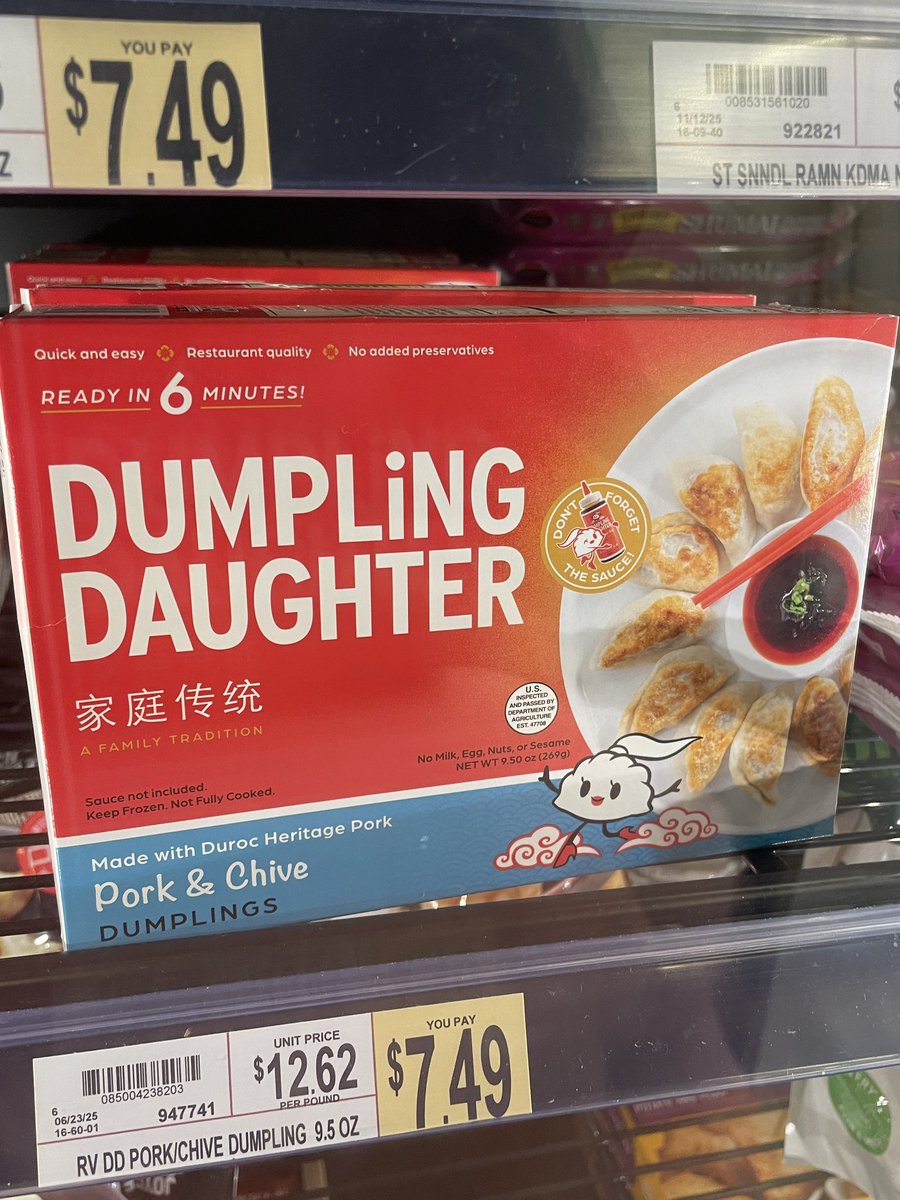 YOU PAY
$7.49
008531561020
6
11/12/25
16-09-40
922821
ST SNNDL RAMN KDMA
SHUMAI
SHUMAI
Quick and easy
Restaurant quality
No added preservatives
READY IN 6 MINUTES!
DUMPLiNG
DAUGHTER
DON'T FORGET
THE SAUCE!
家庭传统
A FAMILY TRADITION
U.S.
INSPECTED
AND PASSED BY
DEPARTMENT OF
AGRICULTURE
EST. 47708
No Milk, Egg, Nuts, or Sesame
NET WT 9.50 oz (269g)
Sauce not included.
Keep Frozen. Not Fully Cooked.
Made with Duroc Heritage Pork
Pork & Chive
DUMPLINGS
085004238203
6
06/23/25
16-60-01
947741
UNIT PRICE
$12.62
PER POUND
YOU PAY
$7.49
RV DD PORK/CHIVE DUMPLING 9.5 OZ